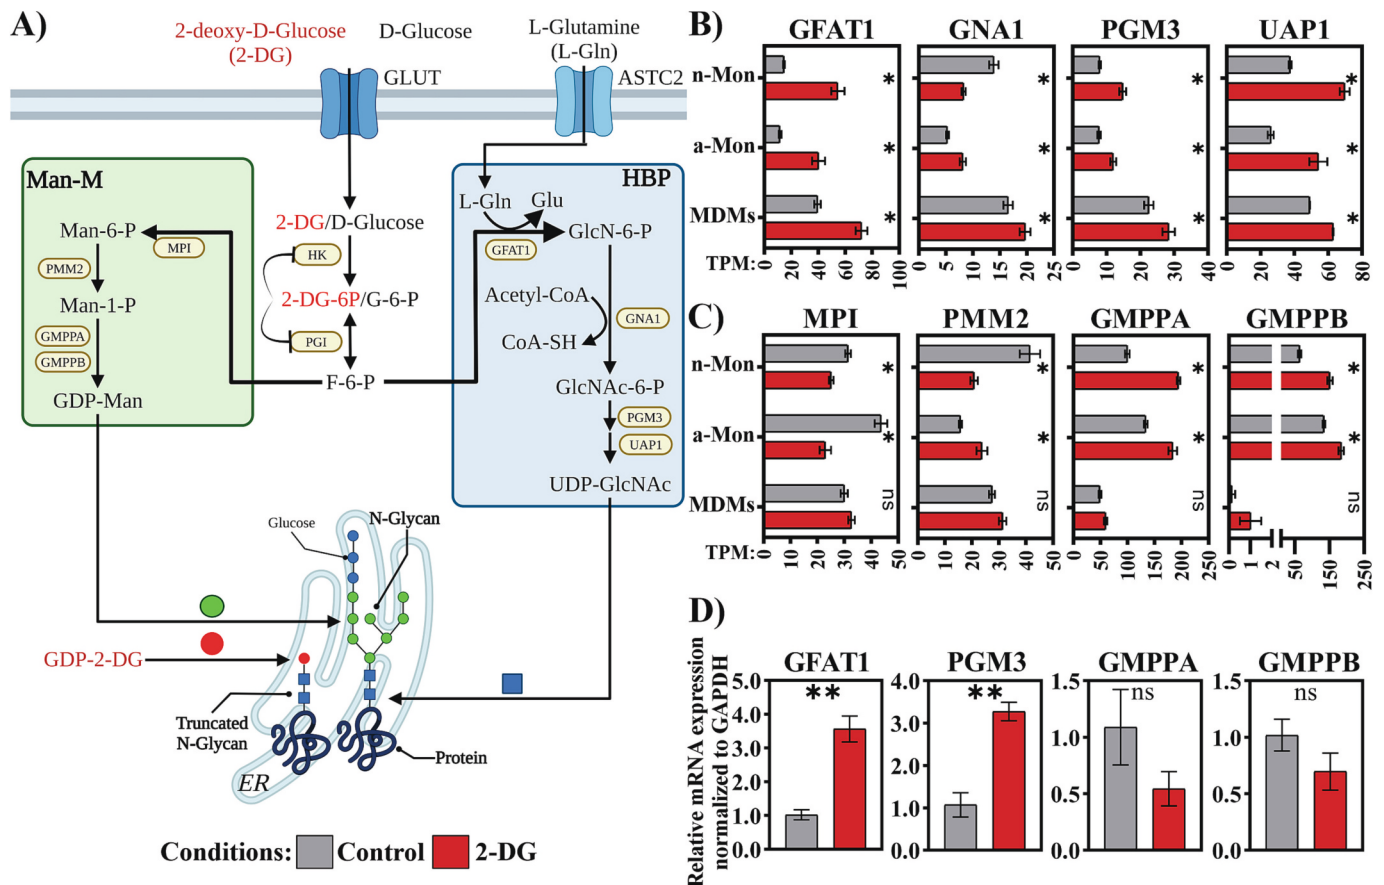 A)
2-deoxy-D-Glucose
(2-DG)
D-Glucose
L-Glutamine
(L-Gln)
GLUT
ASTC2
Man-M
HBP
Man-6-P
MPI
PMM2
Man-1-P
GMPPA
GMPPB
GDP-Man
2-DG/D-Glucose
HK
2-DG-6P/G-6-P
PGI
F-6-P
L-Gln
Glu
GFAT1
GlcN-6-P
Acetyl-CoA
GNA1
CoA-SH
GlcNAc-6-P
PGM3
UAP1
UDP-GlcNAc
Glucose
N-Glycan
GDP-2-DG
Truncated
N-Glycan
Protein
ER
Conditions: Control 2-DG
B)
GFAT1 GNA1 PGM3 UAP1
n-Mon * * * *
a-Mon * * * *
MDMs * * * *
TPM: 0 20 40 60 80 100 0 5 10 15 20 25 0 10 20 30 40 0 20 40 60 80
C)
MPI PMM2 GMPPA GMPPB
n-Mon * * * *
a-Mon * * * *
MDMs ns ns ns ns
TPM: 0 10 20 30 40 50 0 10 20 30 40 50 0 50 100 150 200 250 0 1 2 50 150 250
D)
Relative mRNA expression
normalized to GAPDH
GFAT1 PGM3 GMPPA GMPPB
** ** ns ns
5.0 4.0 1.5 1.5
4.0 3.0 1.0 1.0
3.0 2.0 0.5 0.5
2.0 1.0 0.0 0.0
1.0 0.0
0.0